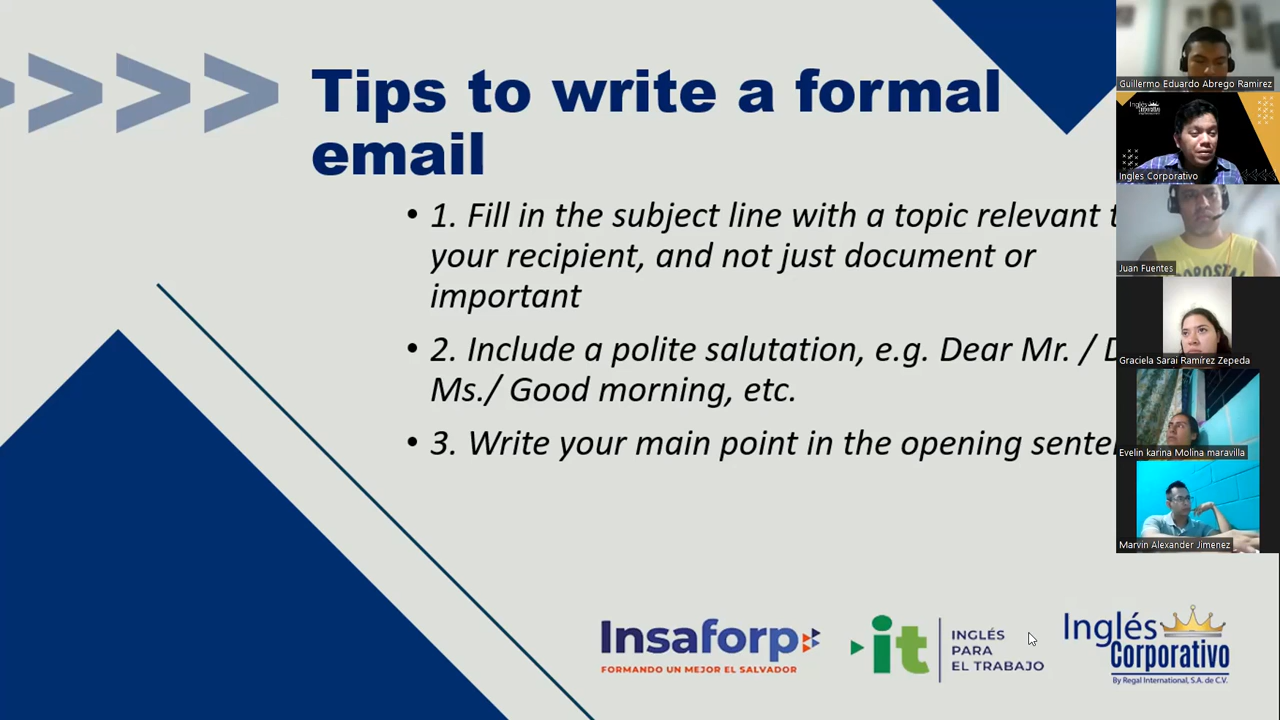 Tips to write a formal
email
• 1. Fill in the subject line with a topic relevant
your recipient, and not just document or
important
• 2. Include a polite salutation, e.g. Dear Mr. /
Ms./ Good morning, etc.
• 3. Write your main point in the opening
Insaforp
FORMANDO UN MEJOR EL SALVADOR
it
INGLÉS
PARA
EL TRABAJO
Inglés
Corporativo
By Regal International, S.A. de C.V.
Guillermo Eduardo Abrego Ramirez
Inglés
Corporativo
Ingles Corporativo
Juan Fuentes
Graciela Sarai Ramírez Zepeda
Evelin karina Molina maravilla
Marvin Alexander Jimenez